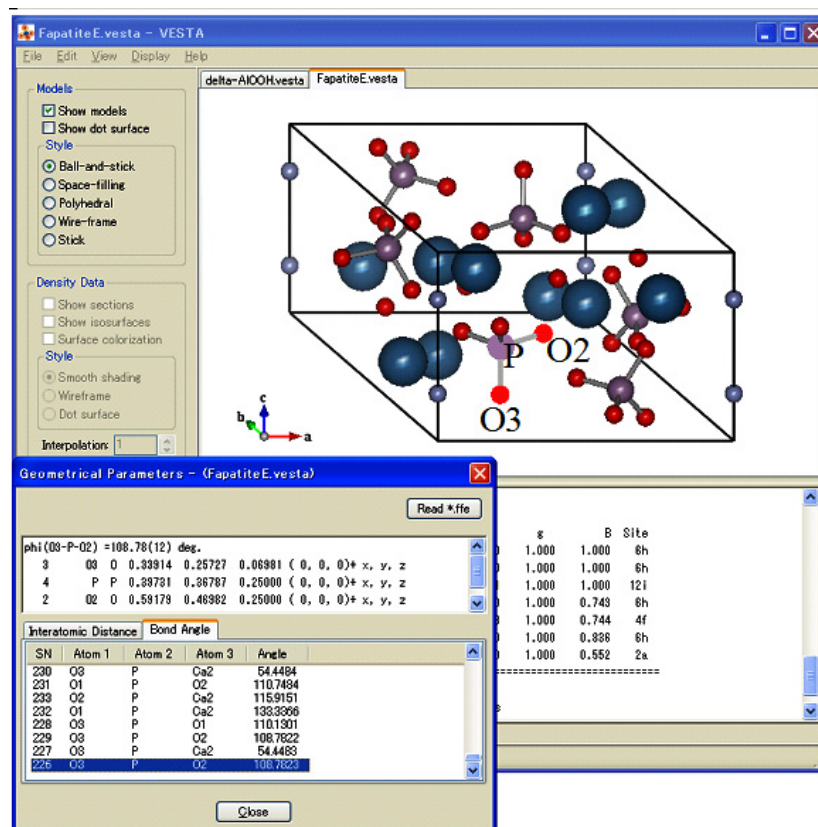 FapatiteE.vesta - VESTA
File Edit View Display Help
Models
Show models
Show dot surface
Style
Ball-and-stick
Space-filling
Polyhedral
Wire-frame
Stick
Density Data
Show sections
Show isosurfaces
Surface colorization
Style
Smooth shading
Wireframe
Dot surface
Interpolation: 1
delta-AlOOH.vesta FapatiteE.vesta
P O2
O3
c
b
a
Geometrical Parameters - (FapatiteE.vesta)
Read *.ffe
phi(O3-P-O2) =108.78(12) deg.
3 O3 O 0.33914 0.25727 0.06981 ( 0, 0, 0)+ x, y, z
4 P P 0.39731 0.36787 0.25000 ( 0, 0, 0)+ x, y, z
2 O2 O 0.59179 0.46982 0.25000 ( 0, 0, 0)+ x, y, z
Interatomic Distance Bond Angle
SN Atom 1 Atom 2 Atom 3 Angle
230 O3 P Ca2 54.4484
231 O1 P O2 110.7484
233 O2 P Ca2 115.9151
232 O1 P Ca2 133.3366
228 O3 P O1 110.1301
229 O3 P O2 108.7822
227 O3 P Ca2 54.4483
226 O3 P O2 108.7823
Close
g B Site
1.000 1.000 6h
1.000 1.000 6h
1.000 1.000 12i
1.000 0.743 6h
1.000 0.744 4f
1.000 0.836 6h
1.000 0.552 2a